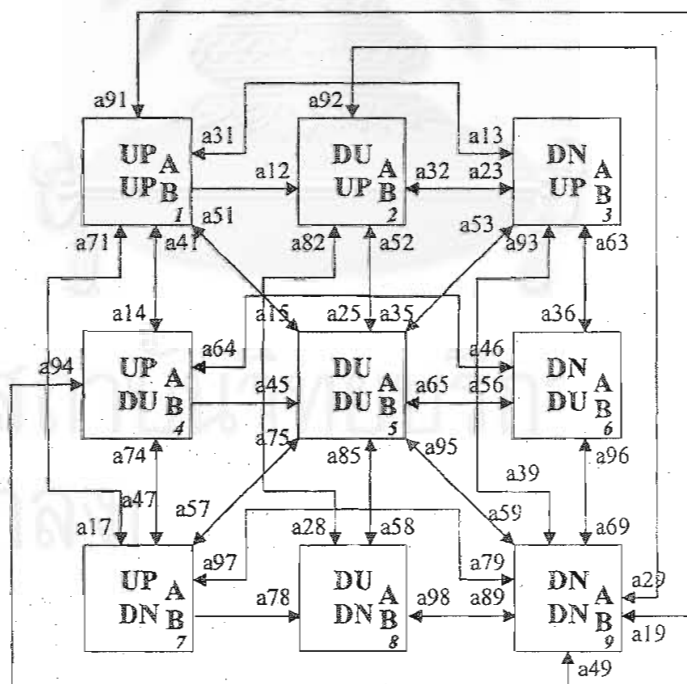 a91 a92
a31 a13
UP A DU A DN A
UP B a12 UP B a32 a23 UP B
1 2 3
a51 a53
a71 a41 a82 a52 a93 a63
a14 a15 a25 a35 a36
a94 a64 a46
UP A DU A DN A
DU B a45 DU B a65 a56 DU B
4 5 6
a74 a75 a85 a95 a96
a47 a57 a39 a59
a17 a28 a58 a69
a97 a79
UP A DU A DN A a29
DN B a78 DN B a98 a89 DN B a19
7 8 9
a49